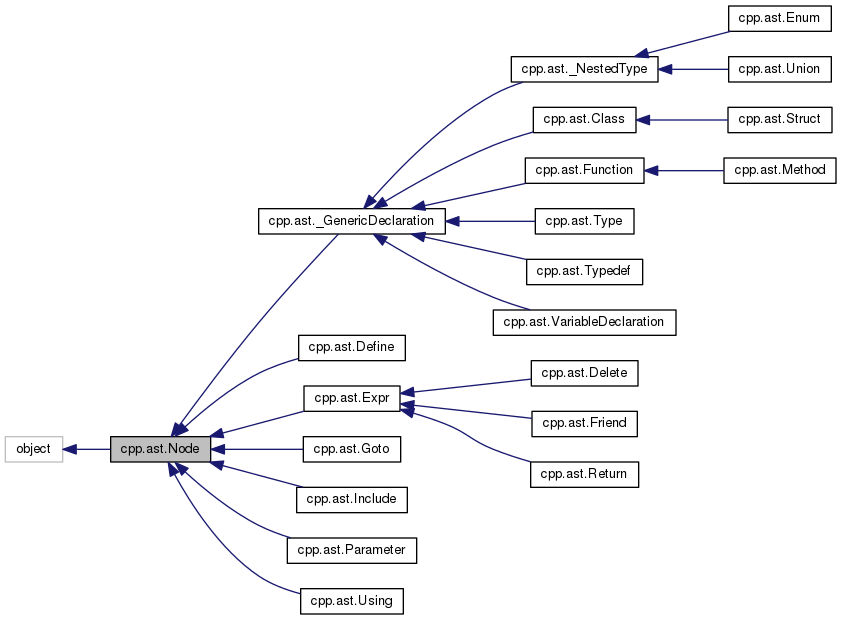 cpp.ast.Enum
cpp.ast._NestedType
cpp.ast.Union
cpp.ast.Class
cpp.ast.Struct
cpp.ast.Function
cpp.ast.Method
cpp.ast._GenericDeclaration
cpp.ast.Type
cpp.ast.Typedef
cpp.ast.VariableDeclaration
cpp.ast.Define
cpp.ast.Delete
cpp.ast.Expr
cpp.ast.Friend
object
cpp.ast.Node
cpp.ast.Goto
cpp.ast.Return
cpp.ast.Include
cpp.ast.Parameter
cpp.ast.Using